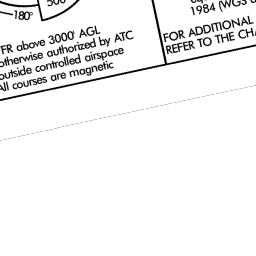 180°
500
FR above 3000' AGL
otherwise authorized by ATC
outside controlled airspace
All courses are magnetic
1984 (WGS
FOR ADDITIONAL
REFER TO THE CHA